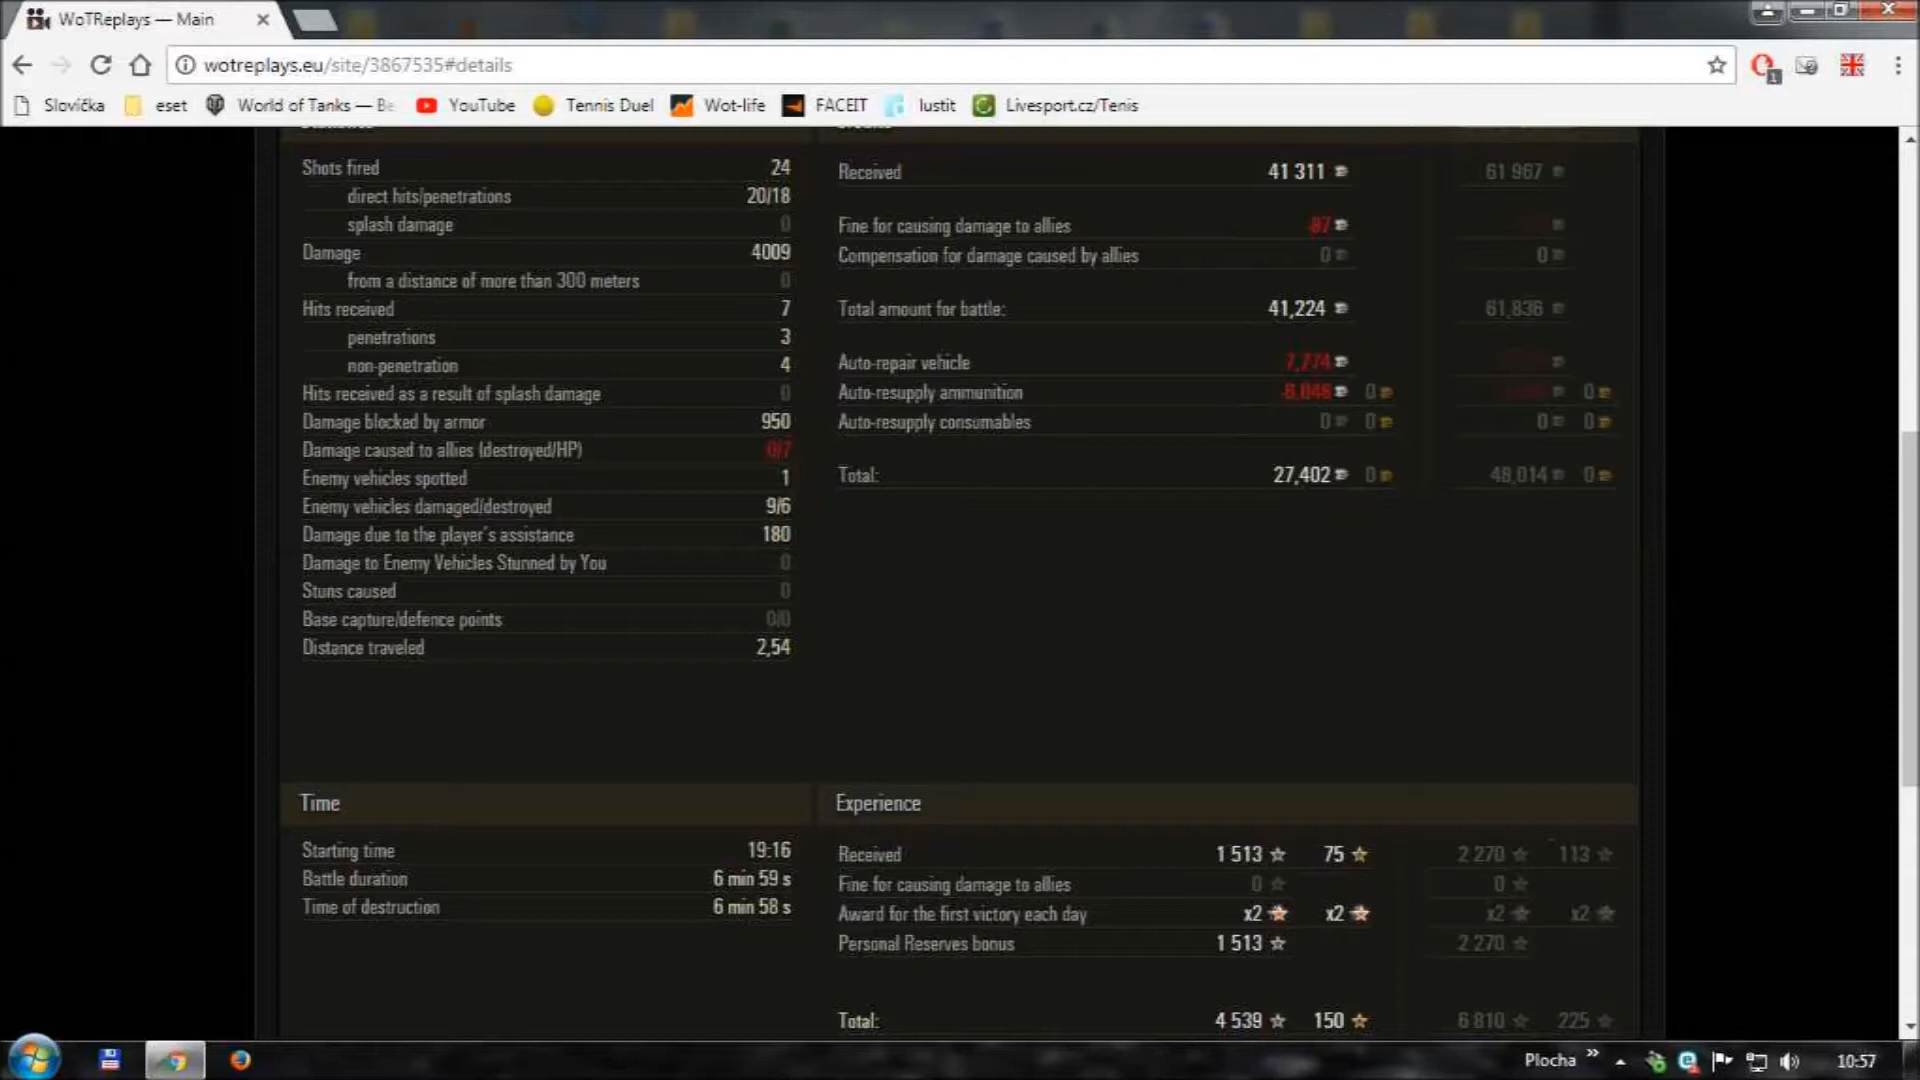 WoTReplays — Main
wotreplays.eu/site/3867535#details
1
Slovíčka eset World of Tanks — Be YouTube Tennis Duel Wot-life FACEIT lustit Livesport.cz/Tenis
Shots fired 24
direct hits/penetrations 20/18
splash damage 0
Damage 4009
from a distance of more than 300 meters 0
Hits received 7
penetrations 3
non-penetration 4
Hits received as a result of splash damage 0
Damage blocked by armor 950
Damage caused to allies (destroyed/HP) 0/7
Enemy vehicles spotted 1
Enemy vehicles damaged/destroyed 9/6
Damage due to the player's assistance 180
Damage to Enemy Vehicles Stunned by You 0
Stuns caused 0
Base capture/defence points 0/0
Distance traveled 2,54
Received 41 311 61 967
Fine for causing damage to allies -87
Compensation for damage caused by allies 0 0
Total amount for battle: 41,224 61,836
Auto-repair vehicle 7,774
Auto-resupply ammunition -6,048 0 0
Auto-resupply consumables 0 0 0 0
Total: 27,402 0 48,014 0
Time
Starting time 19:16
Battle duration 6 min 59 s
Time of destruction 6 min 58 s
Experience
Received 1 513 75 2 270 113
Fine for causing damage to allies 0 0
Award for the first victory each day x2 x2 x2 x2
Personal Reserves bonus 1 513 2 270
Total: 4 539 150 6 810 225
Plocha » 10:57